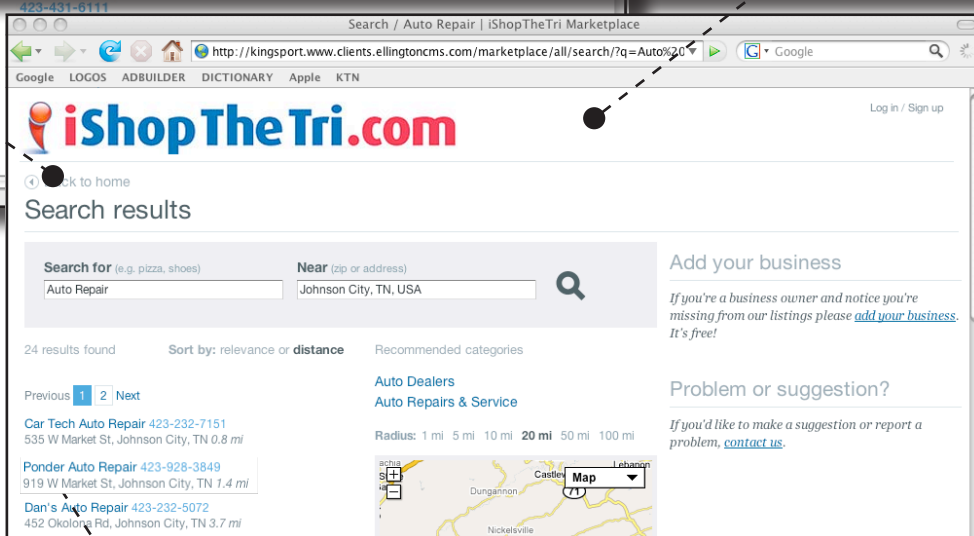 423-431-6111
Search / Auto Repair | iShopTheTri Marketplace
http://kingsport.www.clients.ellingtoncms.com/marketplace/all/search/?q=Auto%20
G Google
Google LOGOS ADBUILDER DICTIONARY Apple KTN
iShopTheTri.com
Log in / Sign up
to home
Search results
Search for (e.g. pizza, shoes)
Near (zip or address)
Auto Repair
Johnson City, TN, USA
Add your business
If you're a business owner and notice you're
missing from our listings please add your business.
It's free!
24 results found
Sort by: relevance or distance
Recommended categories
Previous 1 2 Next
Auto Dealers
Auto Repairs & Service
Problem or suggestion?
If you'd like to make a suggestion or report a
problem, contact us.
Car Tech Auto Repair 423-232-7151
535 W Market St, Johnson City, TN 0.8 mi
Radius: 1 mi 5 mi 10 mi 20 mi 50 mi 100 mi
Ponder Auto Repair 423-928-3849
919 W Market St, Johnson City, TN 1.4 mi
Dan's Auto Repair 423-232-5072
452 Okolona Rd, Johnson City, TN 3.7 mi
Lebanon
Map
71
Dungannon
Nickelsville